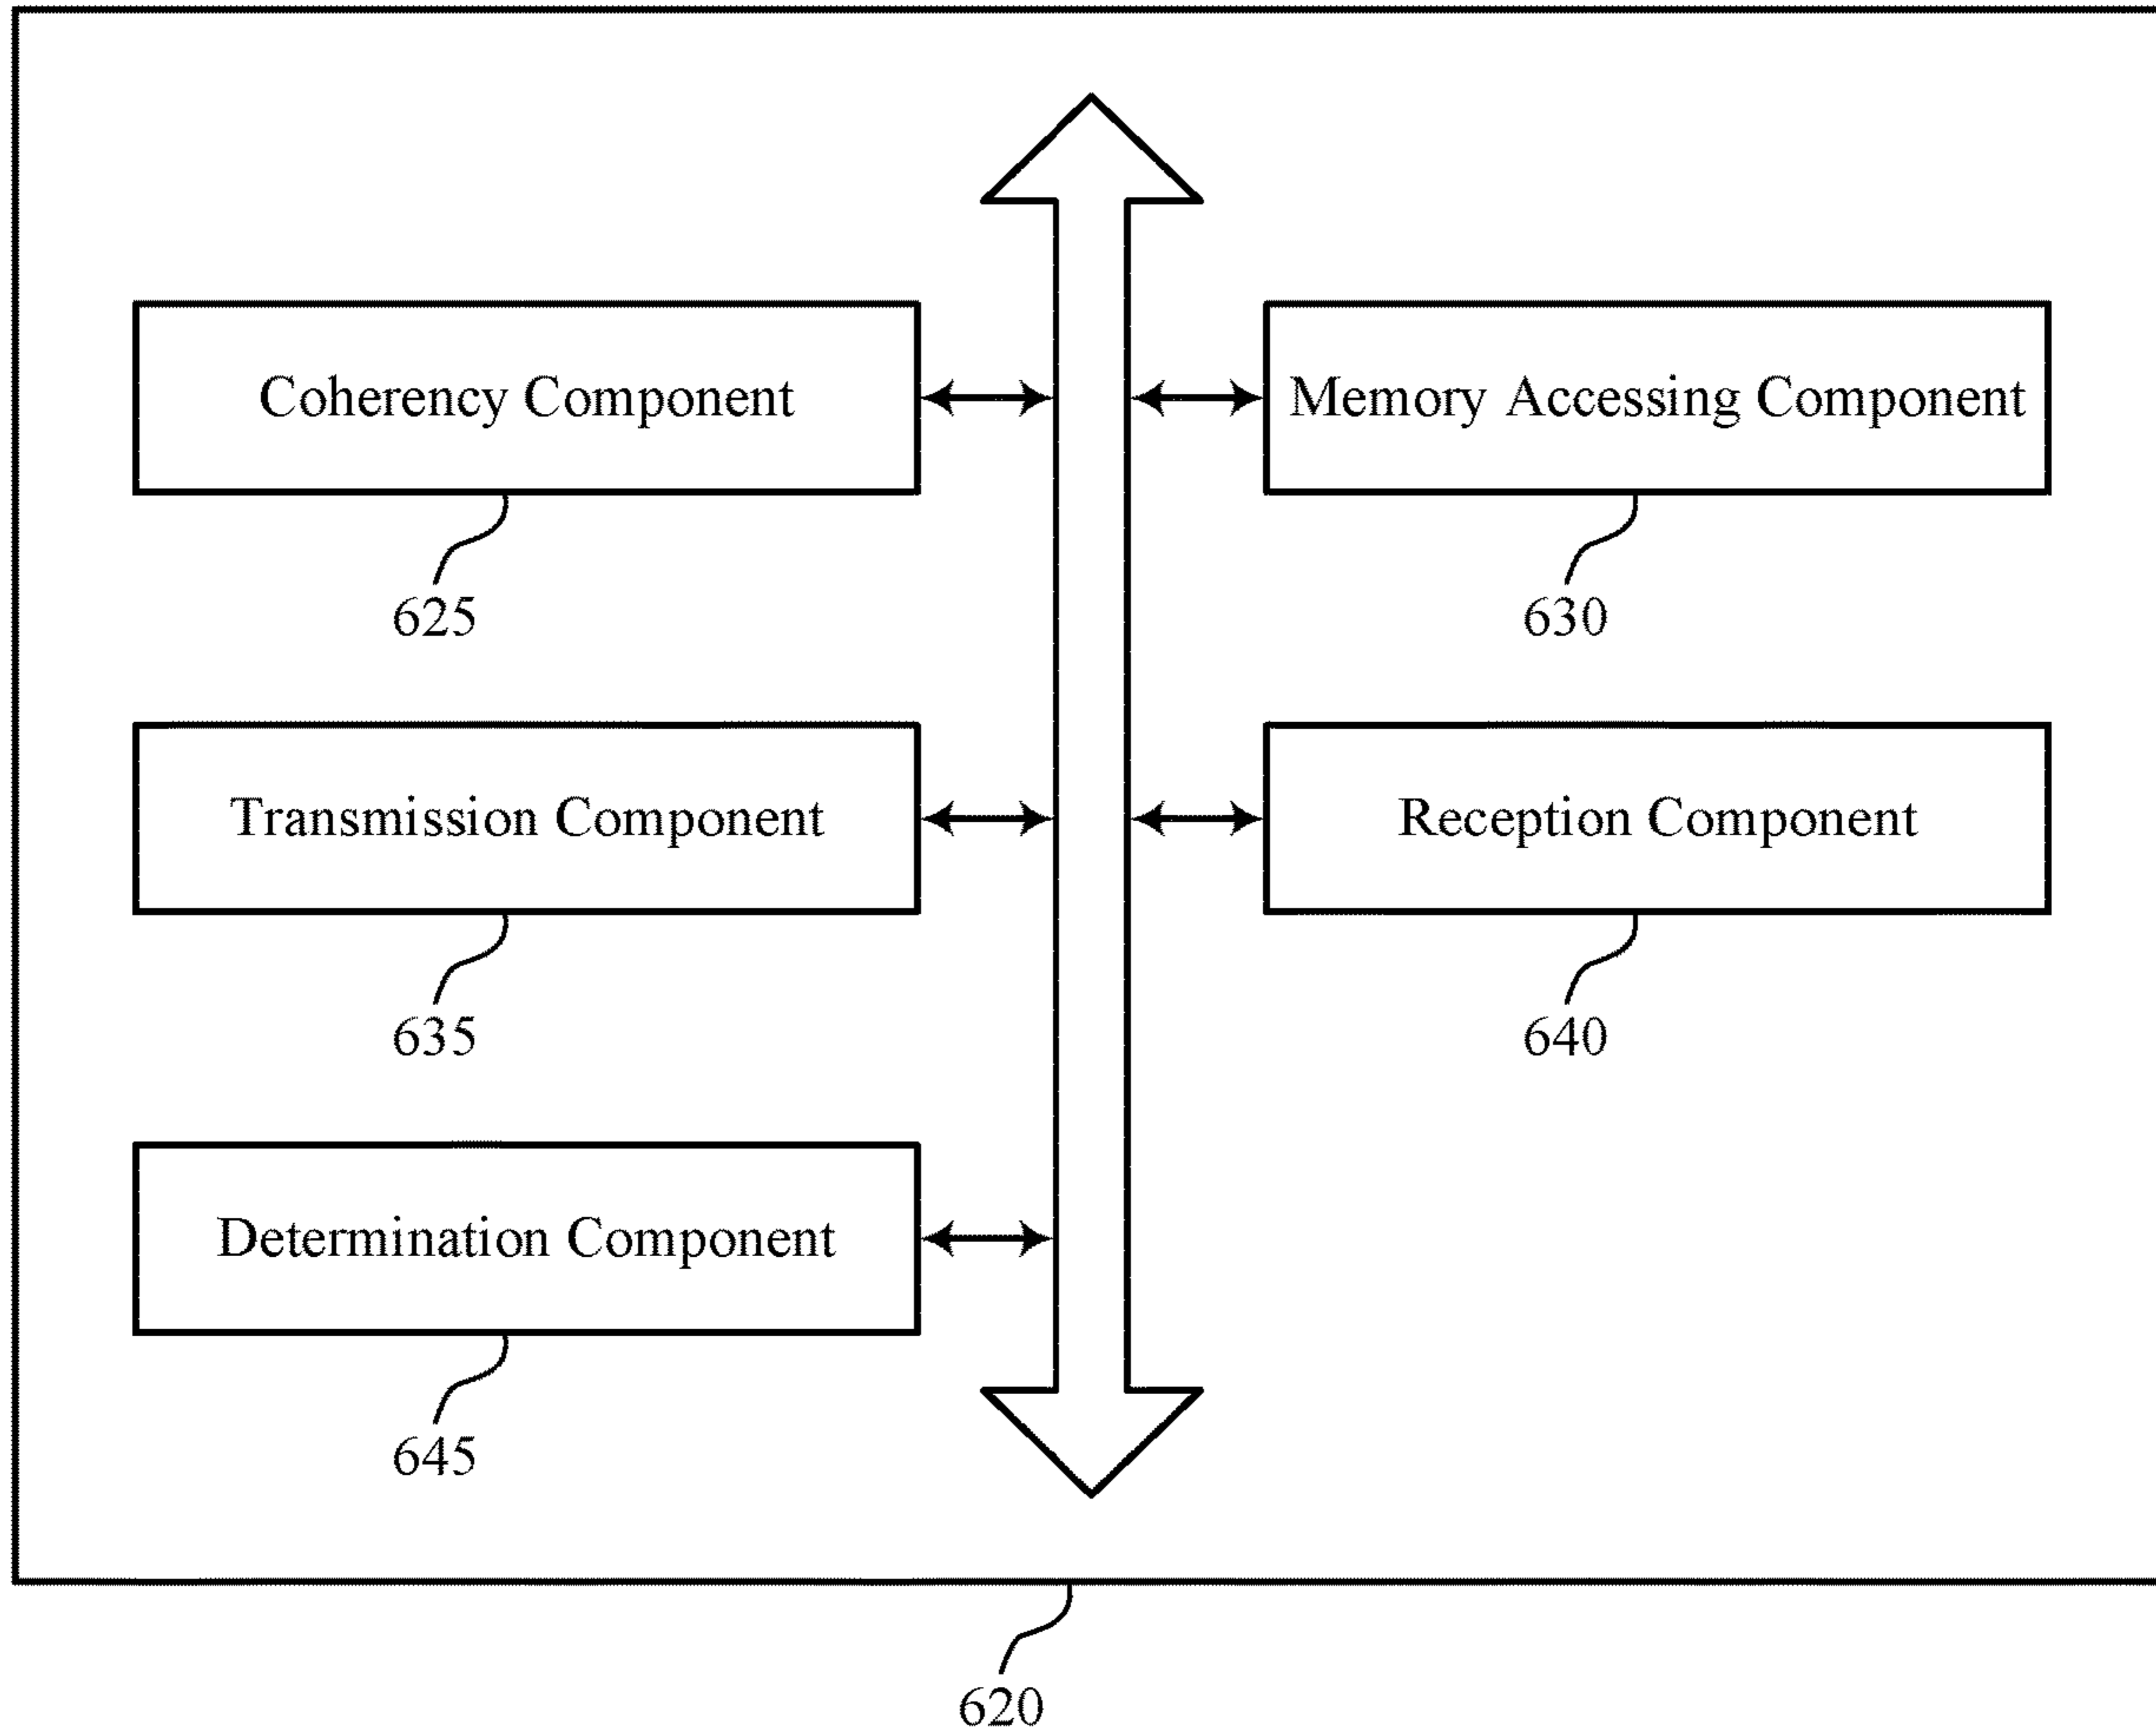 Coherency Component
Memory Accessing Component
625
630
Transmission Component
Reception Component
635
640
Determination Component
645
620